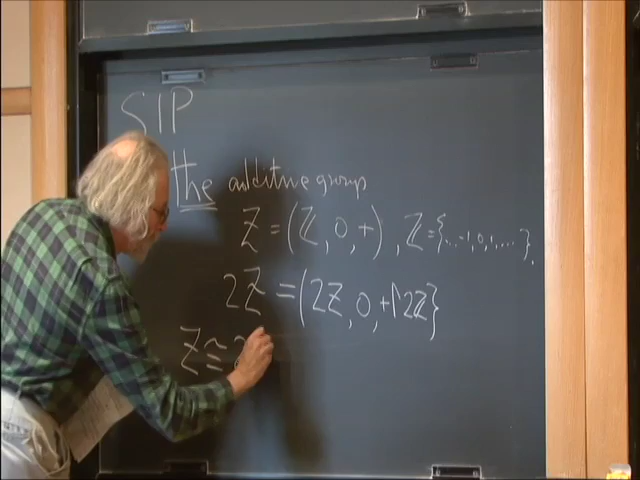 SIP
the additive group
Z = (ℤ, 0, +), ℤ = {...-1, 0, 1, ...}.
2Z = (2ℤ, 0, +↾2ℤ}
Z ≅ 2